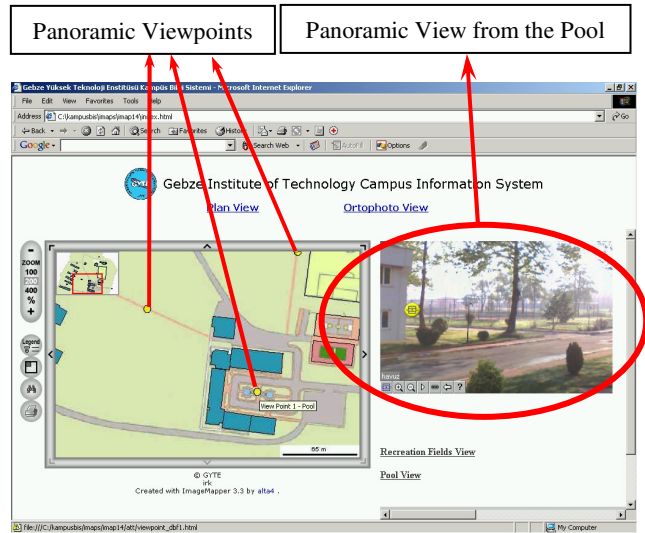 Panoramic Viewpoints
Panoramic View from the Pool
Gebze Yüksek Teknoloji Enstitüsü Kampüs Bilgi Sistemi - Microsoft Internet Explorer
File Edit View Favorites Tools Help
Address C:\kampusbis\imaps\imap14\index.html Go
Back Search Favorites History
Google Search Web AutoFill Options
GYTE
Gebze Institute of Technology Campus Information System
Plan View Ortophoto View
ZOOM
100
200
400
%
Legend
View Point 1 - Pool
havuz
Recreation Fields View
Pool View
© GYTE
irk
Created with ImageMapper 3.3 by alta4 .
file:///C:/kampusbis/imaps/map14/att/viewpoint_dbf1.html My Computer